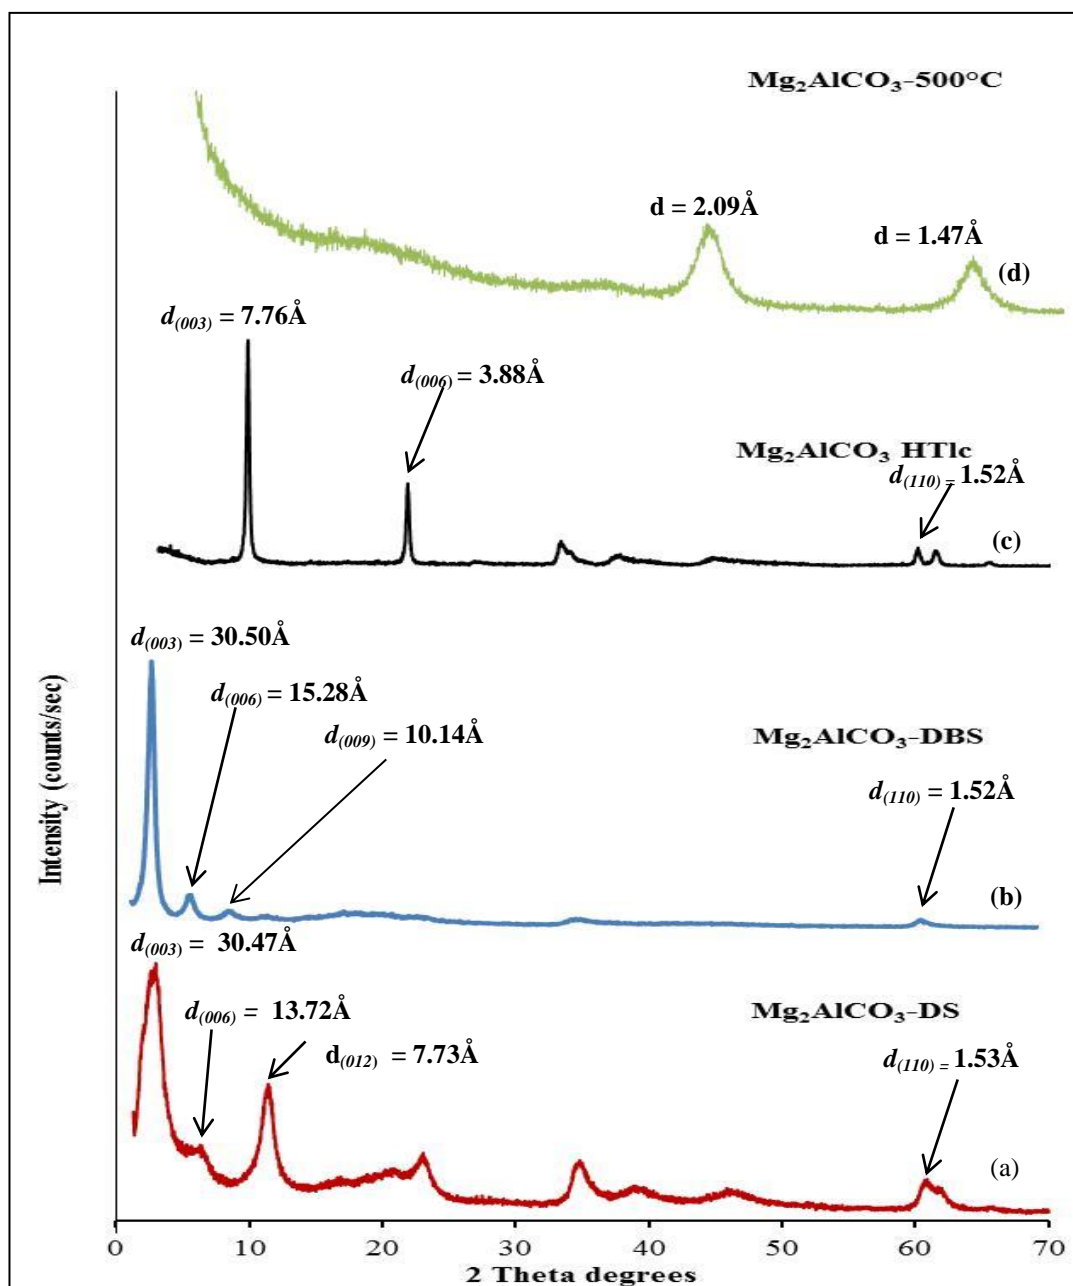 Mg₂AlCO₃-500°C
d = 2.09Å
d = 1.47Å
(d)
d(003) = 7.76Å
d(006) = 3.88Å
Mg₂AlCO₃ HTlc
d(110) = 1.52Å
(c)
d(003) = 30.50Å
d(006) = 15.28Å
d(009) = 10.14Å
Mg₂AlCO₃-DBS
d(110) = 1.52Å
(b)
d(003) = 30.47Å
d(006) = 13.72Å
d(012) = 7.73Å
Mg₂AlCO₃-DS
d(110) = 1.53Å
(a)
Intensity (counts/sec)
0 10 20 30 40 50 60 70
2 Theta degrees